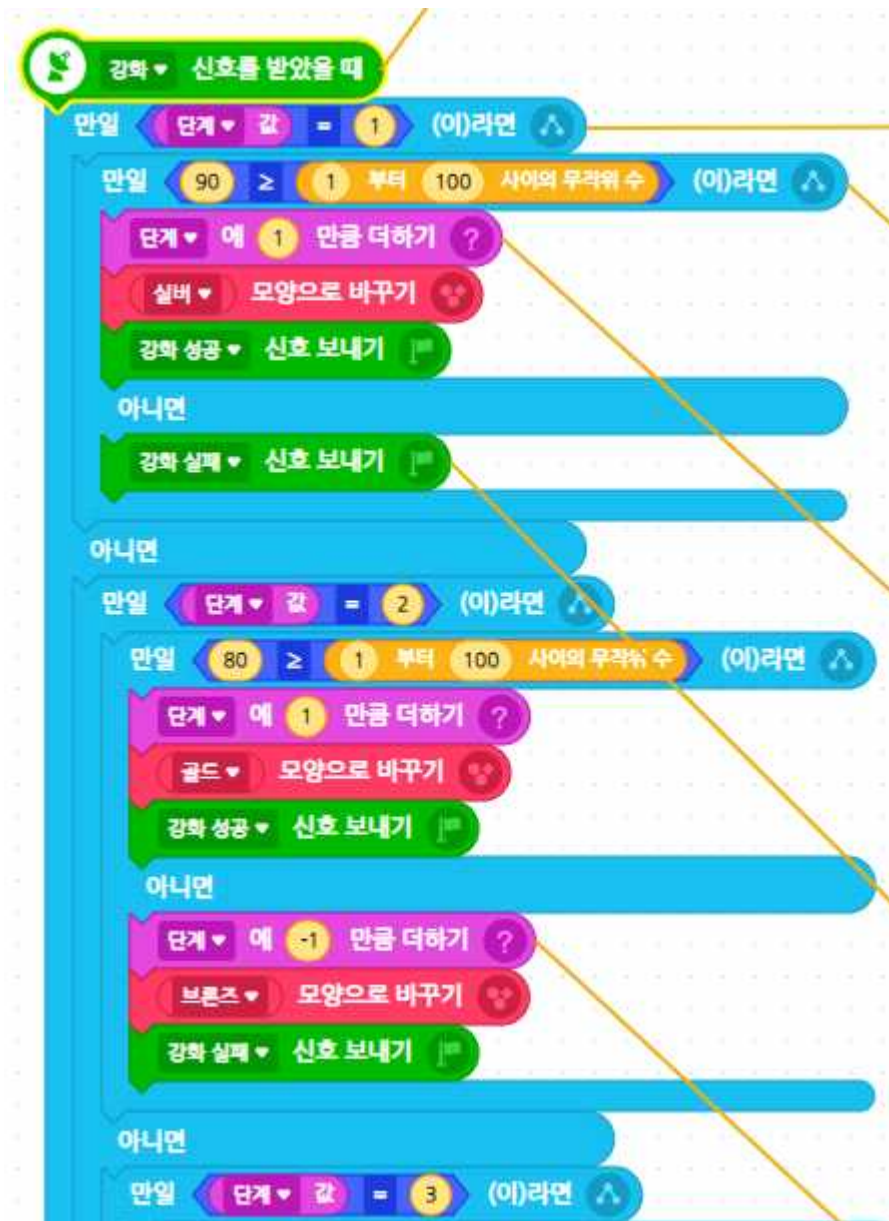 강화 신호를 받았을 때
만일 단계 값 = 1 (이)라면
만일 90 ≥ 1 부터 100 사이의 무작위 수 (이)라면
단계 에 1 만큼 더하기 ?
실버 모양으로 바꾸기
강화 성공 신호 보내기
아니면
강화 실패 신호 보내기
아니면
만일 단계 값 = 2 (이)라면
만일 80 ≥ 1 부터 100 사이의 무작위 수 (이)라면
단계 에 1 만큼 더하기 ?
골드 모양으로 바꾸기
강화 성공 신호 보내기
아니면
단계 에 -1 만큼 더하기 ?
브론즈 모양으로 바꾸기
강화 실패 신호 보내기
아니면
만일 단계 값 = 3 (이)라면